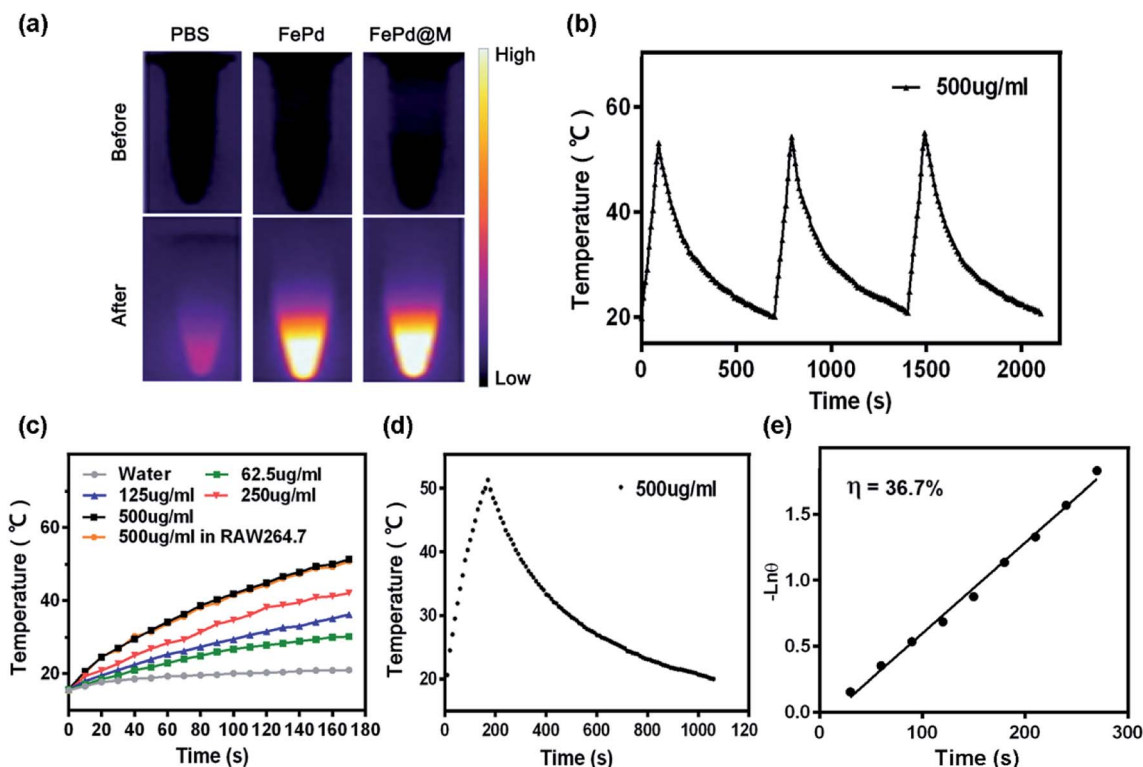 (a)
PBS FePd FePd@M
Before
After
High
Low
(b)
500ug/ml
Temperature ( ℃ )
60
40
20
0 500 1000 1500 2000
Time (s)
(c)
Water 62.5ug/ml
125ug/ml 250ug/ml
500ug/ml
500ug/ml in RAW264.7
Temperature ( ℃ )
80
60
40
20
0 20 40 60 80 100 120 140 160 180
Time (s)
(d)
500ug/ml
Temperature ( ℃ )
50
40
30
20
0 200 400 600 800 1000 120
Time (s)
(e)
η = 36.7%
-Lnθ
1.5
1.0
0.5
0.0
0 100 200 300
Time (s)